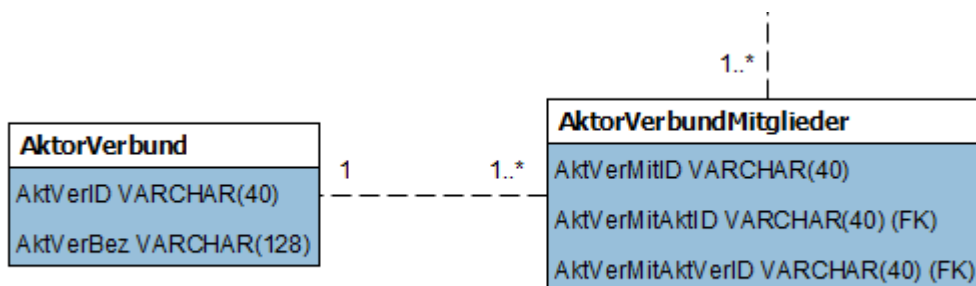 1..*
AktorVerbund
AktVerID VARCHAR(40)
AktVerBez VARCHAR(128)
1
1..*
AktorVerbundMitglieder
AktVerMitID VARCHAR(40)
AktVerMitAktID VARCHAR(40) (FK)
AktVerMitAktVerID VARCHAR(40) (FK)